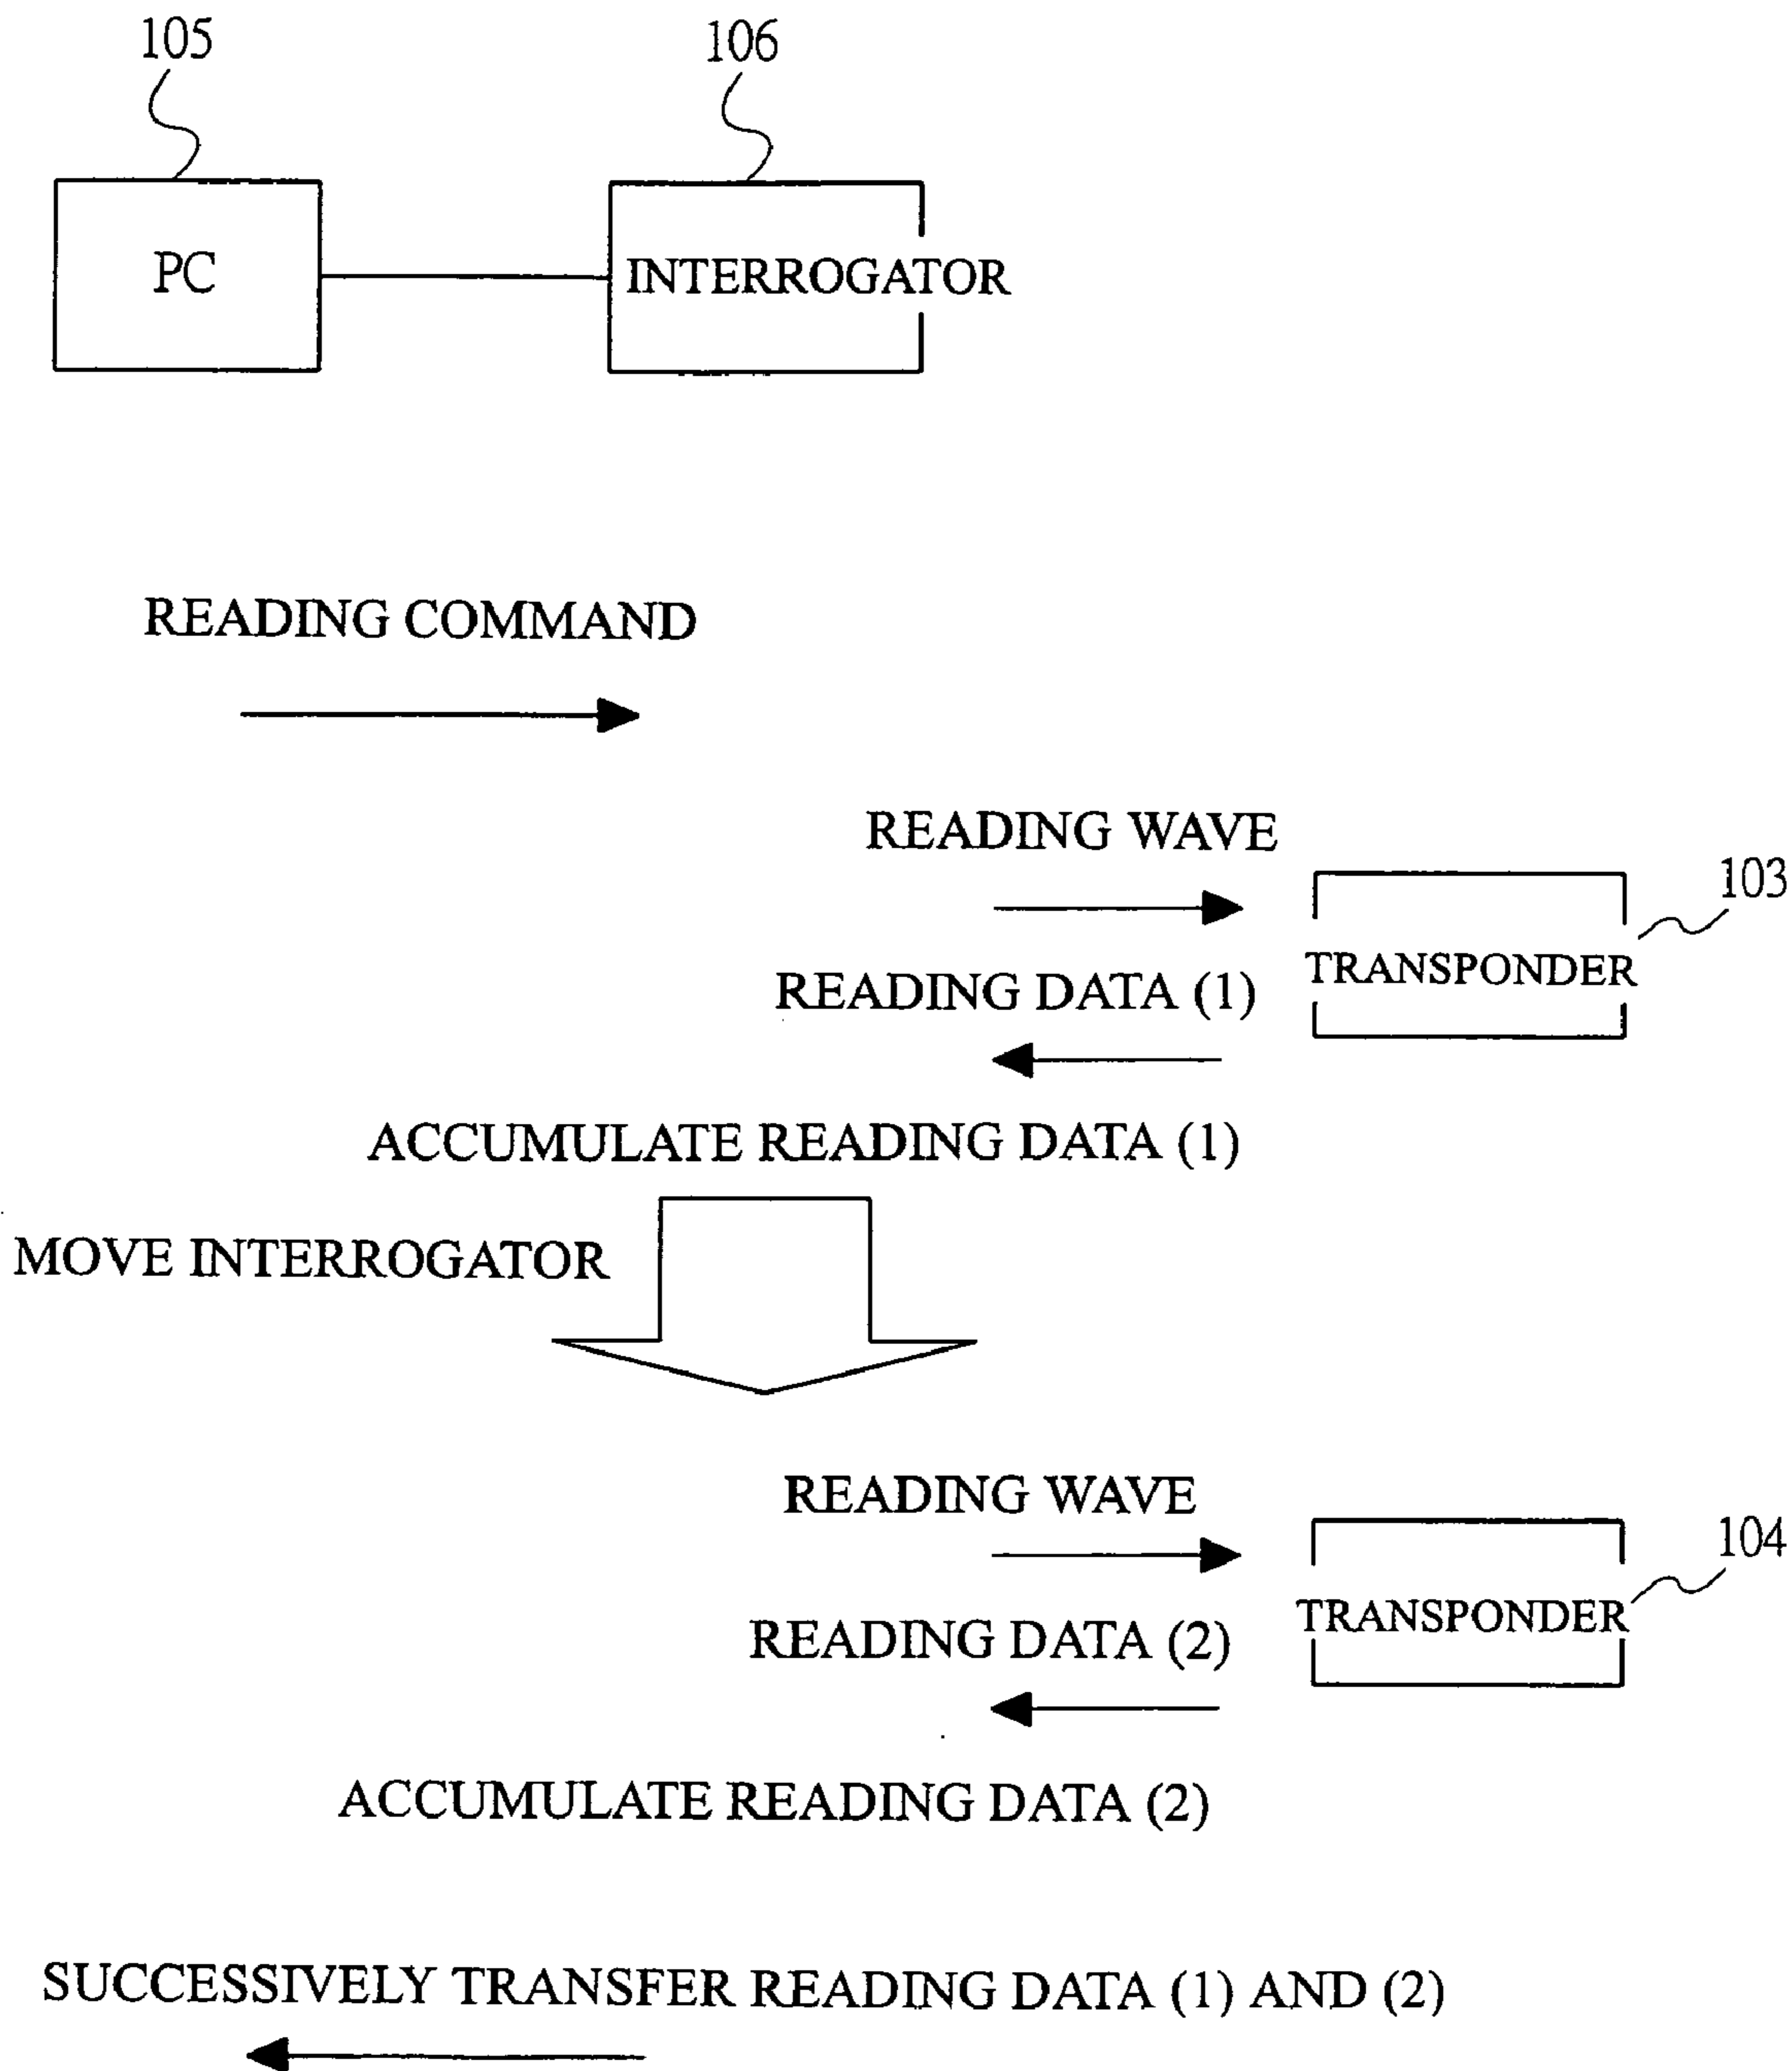 105
106
PC
INTERROGATOR
READING COMMAND
READING WAVE
103
TRANSPONDER
READING DATA (1)
ACCUMULATE READING DATA (1)
MOVE INTERROGATOR
READING WAVE
104
TRANSPONDER
READING DATA (2)
ACCUMULATE READING DATA (2)
SUCCESSIVELY TRANSFER READING DATA (1) AND (2)